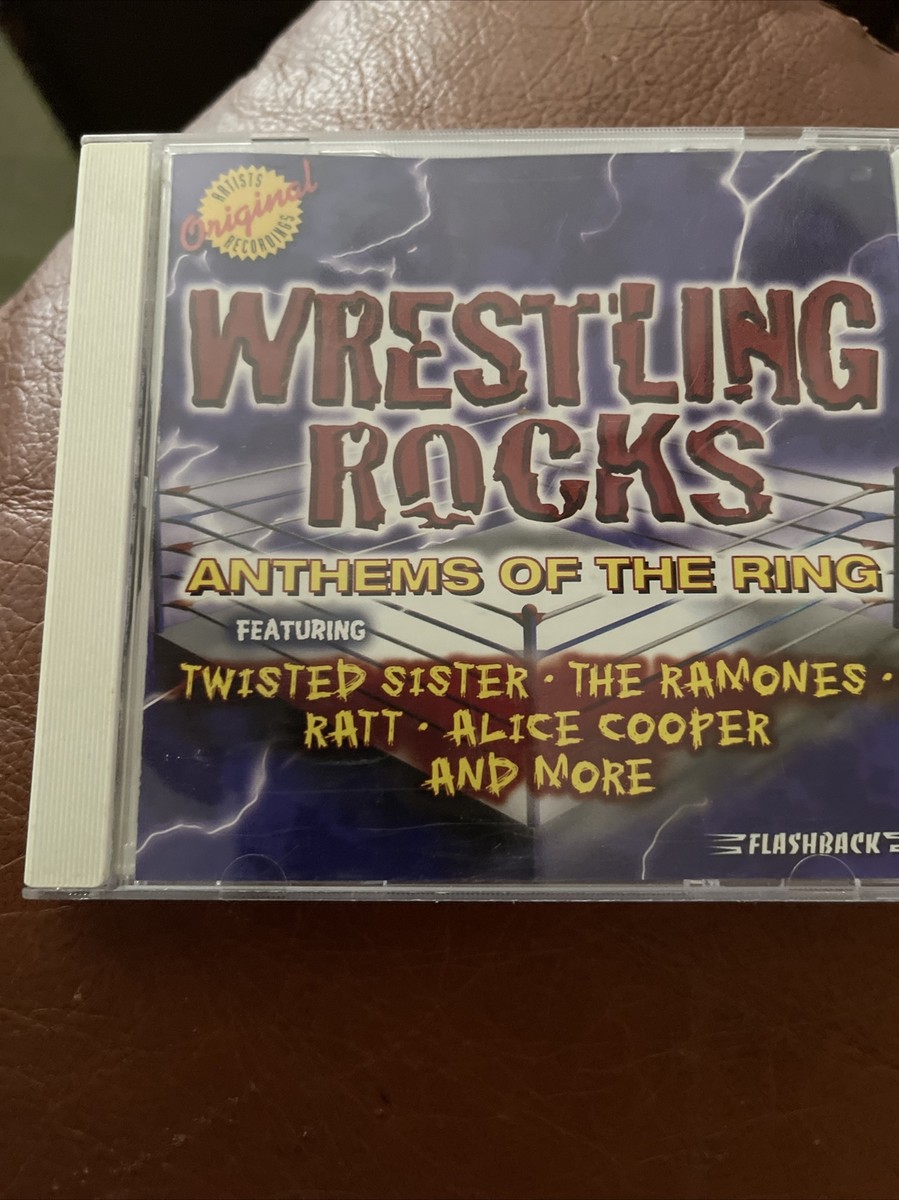 ARTISTS
Original
RECORDINGS
WRESTLING
ROCKS
ANTHEMS OF THE RING
FEATURING
TWISTED SISTER · THE RAMONES ·
RATT · ALICE COOPER
AND MORE
FLASHBACK